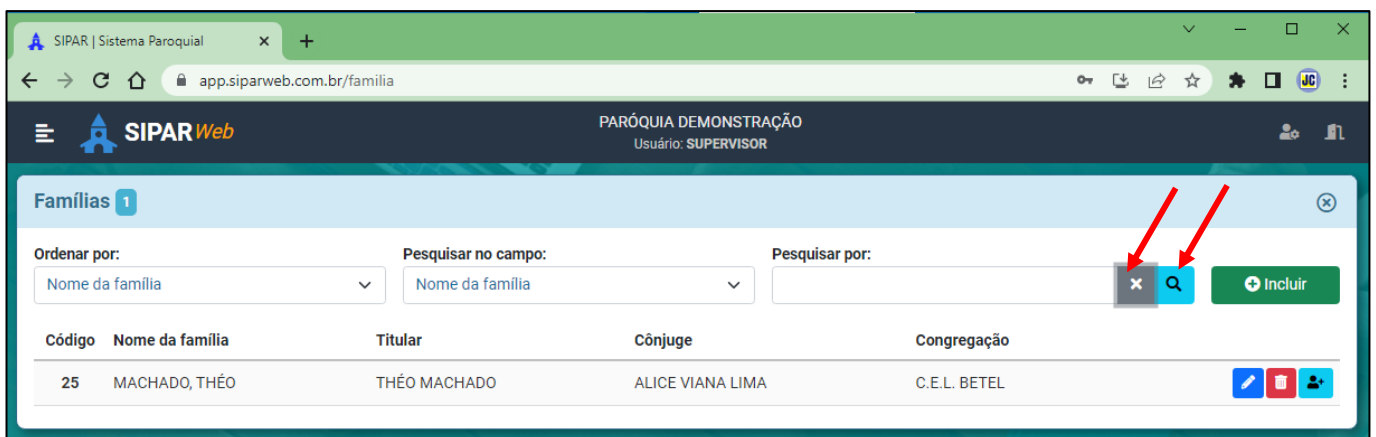 SIPAR | Sistema Paroquial
app.siparweb.com.br/familia
JC
SIPARWeb
PARÓQUIA DEMONSTRAÇÃO
Usuário: SUPERVISOR
Famílias 1
Ordenar por: Pesquisar no campo: Pesquisar por:
Nome da família Nome da família Incluir
Código Nome da família Titular Cônjuge Congregação
25 MACHADO, THÉO THÉO MACHADO ALICE VIANA LIMA C.E.L. BETEL